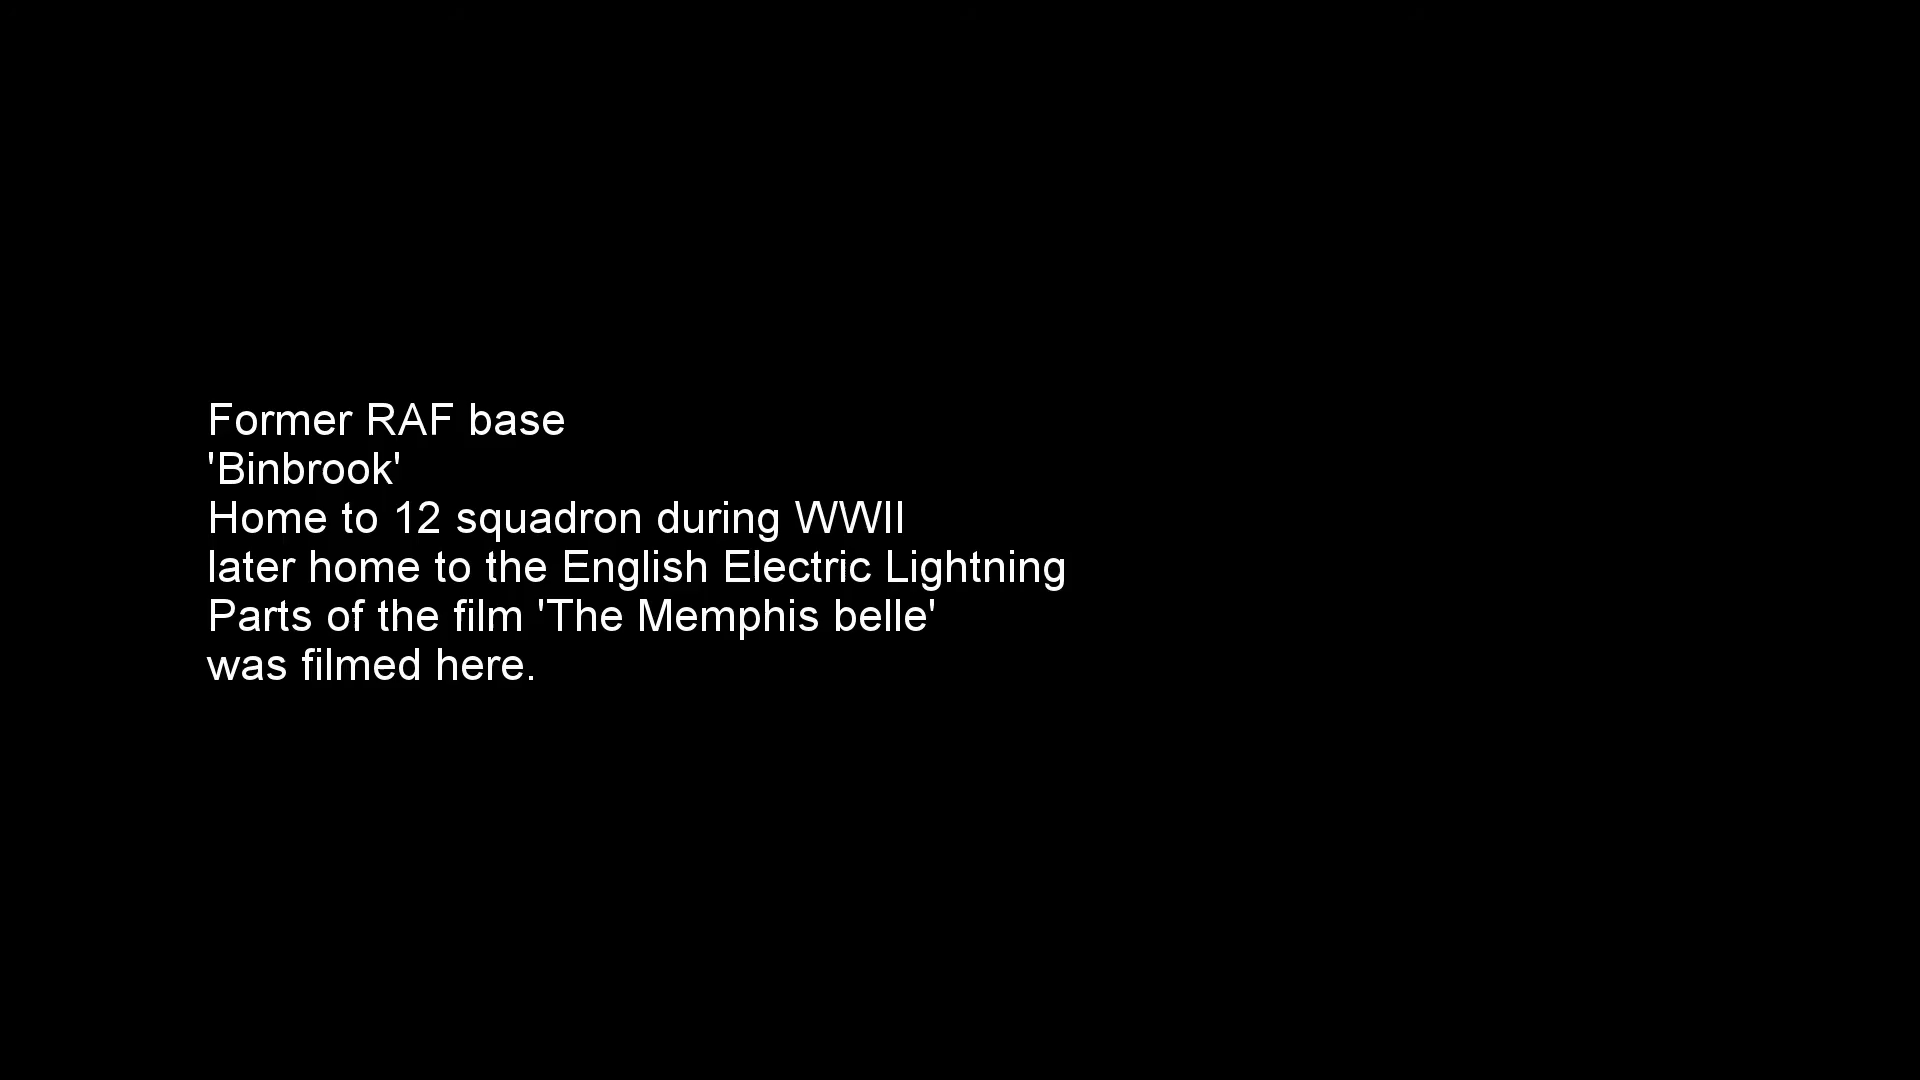 Former RAF base
'Binbrook'
Home to 12 squadron during WWII
later home to the English Electric Lightning
Parts of the film 'The Memphis belle'
was filmed here.